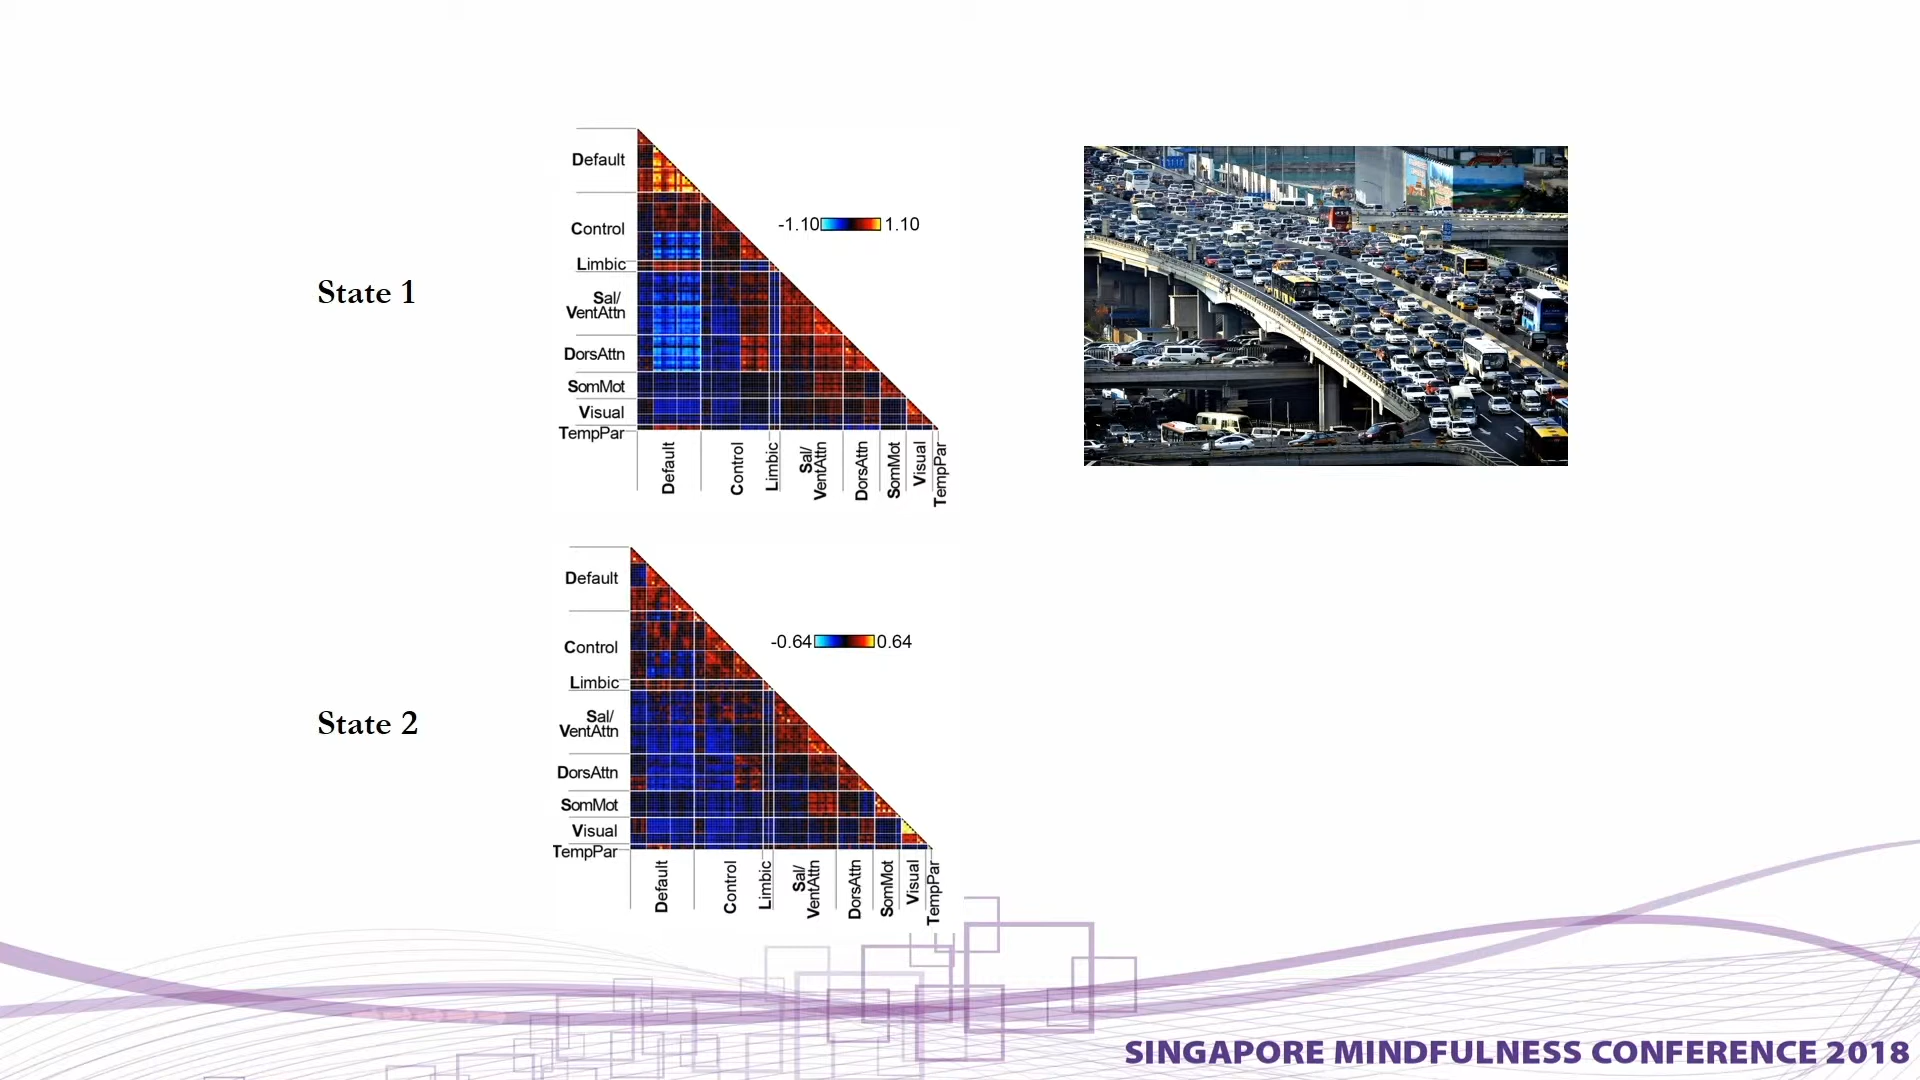 State 1
Default
Control
Limbic
Sal/
VentAttn
DorsAttn
SomMot
Visual
TempPar
-1.10
1.10
Default
Control
Limbic
Sal/
VentAttn
DorsAttn
SomMot
Visual
TempPar
State 2
Default
Control
Limbic
Sal/
VentAttn
DorsAttn
SomMot
Visual
TempPar
-0.64
0.64
Default
Control
Limbic
Sal/
VentAttn
DorsAttn
SomMot
Visual
TempPar
SINGAPORE MINDFULNESS CONFERENCE 2018